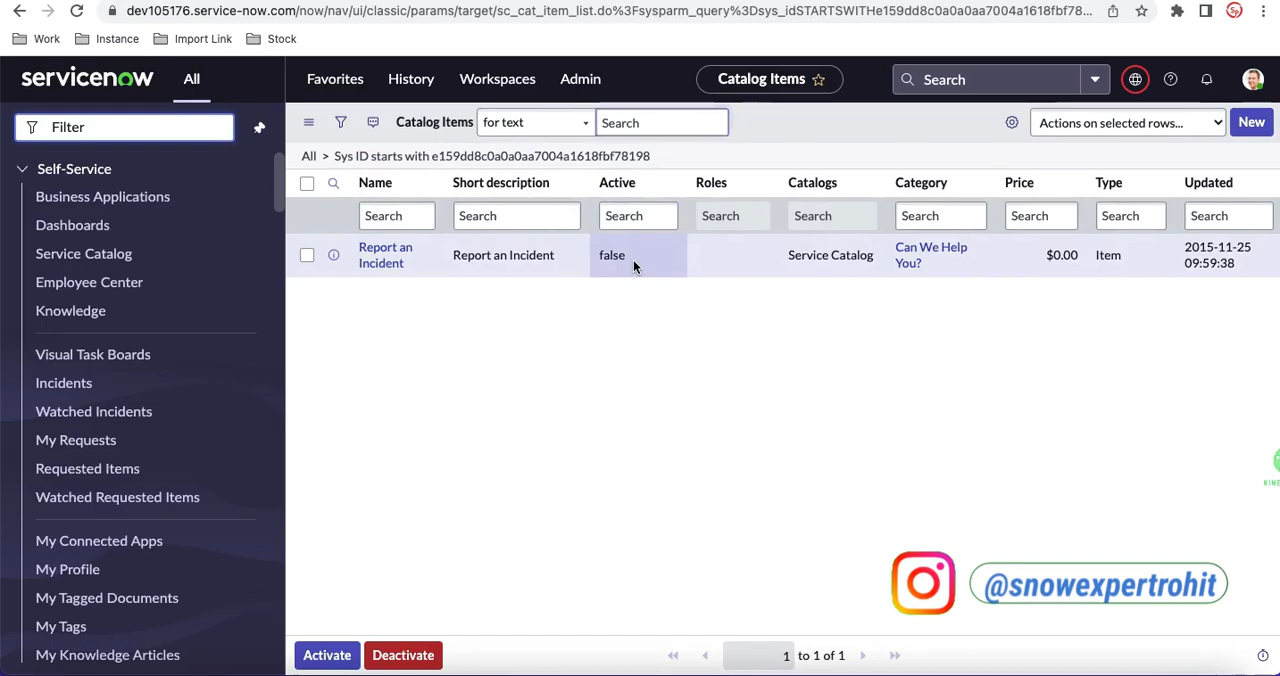 dev105176.service-now.com/now/nav/ui/classic/params/target/sc_cat_item_list.do%3Fsysparm_query%3Dsys_idSTARTSWITHe159dd8c0a0a0aa7004a1618fbf78...
Work Instance Import Link Stock
servicenow All Favorites History Workspaces Admin Catalog Items Search
Filter
Catalog Items for text Search Actions on selected rows... New
All > Sys ID starts with e159dd8c0a0a0aa7004a1618fbf78198
Name Short description Active Roles Catalogs Category Price Type Updated
Search Search Search Search Search Search Search Search Search
Report an Incident Report an Incident false Service Catalog Can We Help You? $0.00 Item 2015-11-25 09:59:38
Self-Service
Business Applications
Dashboards
Service Catalog
Employee Center
Knowledge
Visual Task Boards
Incidents
Watched Incidents
My Requests
Requested Items
Watched Requested Items
My Connected Apps
My Profile
My Tagged Documents
My Tags
My Knowledge Articles
@snowexpertrohit
Activate Deactivate 1 to 1 of 1